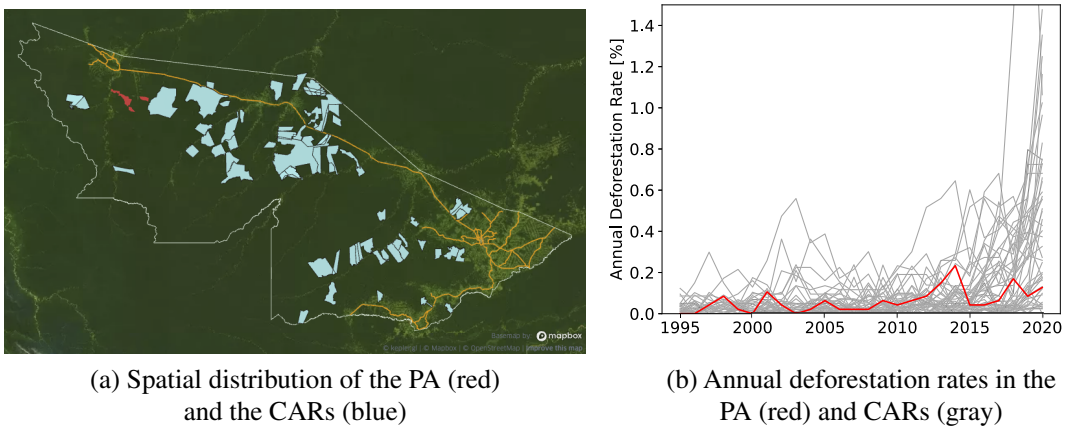 Basemap by mapbox
© kepler.gl | © Mapbox | © OpenStreetMap | Improve this map
(a) Spatial distribution of the PA (red)
and the CARs (blue)
Annual Deforestation Rate [%]
1.4
1.2
1.0
0.8
0.6
0.4
0.2
0.0
1995 2000 2005 2010 2015 2020
(b) Annual deforestation rates in the
PA (red) and CARs (gray)